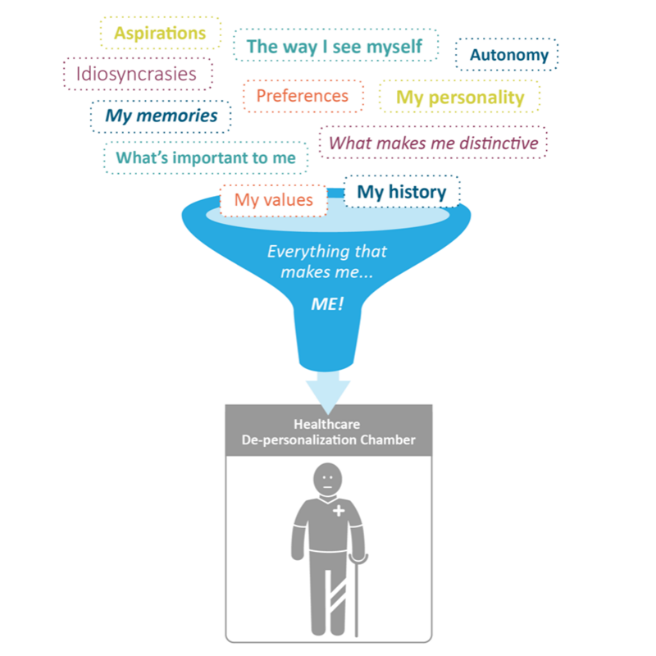 Aspirations
The way I see myself
Autonomy
Idiosyncrasies
Preferences
My personality
My memories
What makes me distinctive
What's important to me
My values
My history
Everything that
makes me...
ME!
Healthcare
De-personalization Chamber